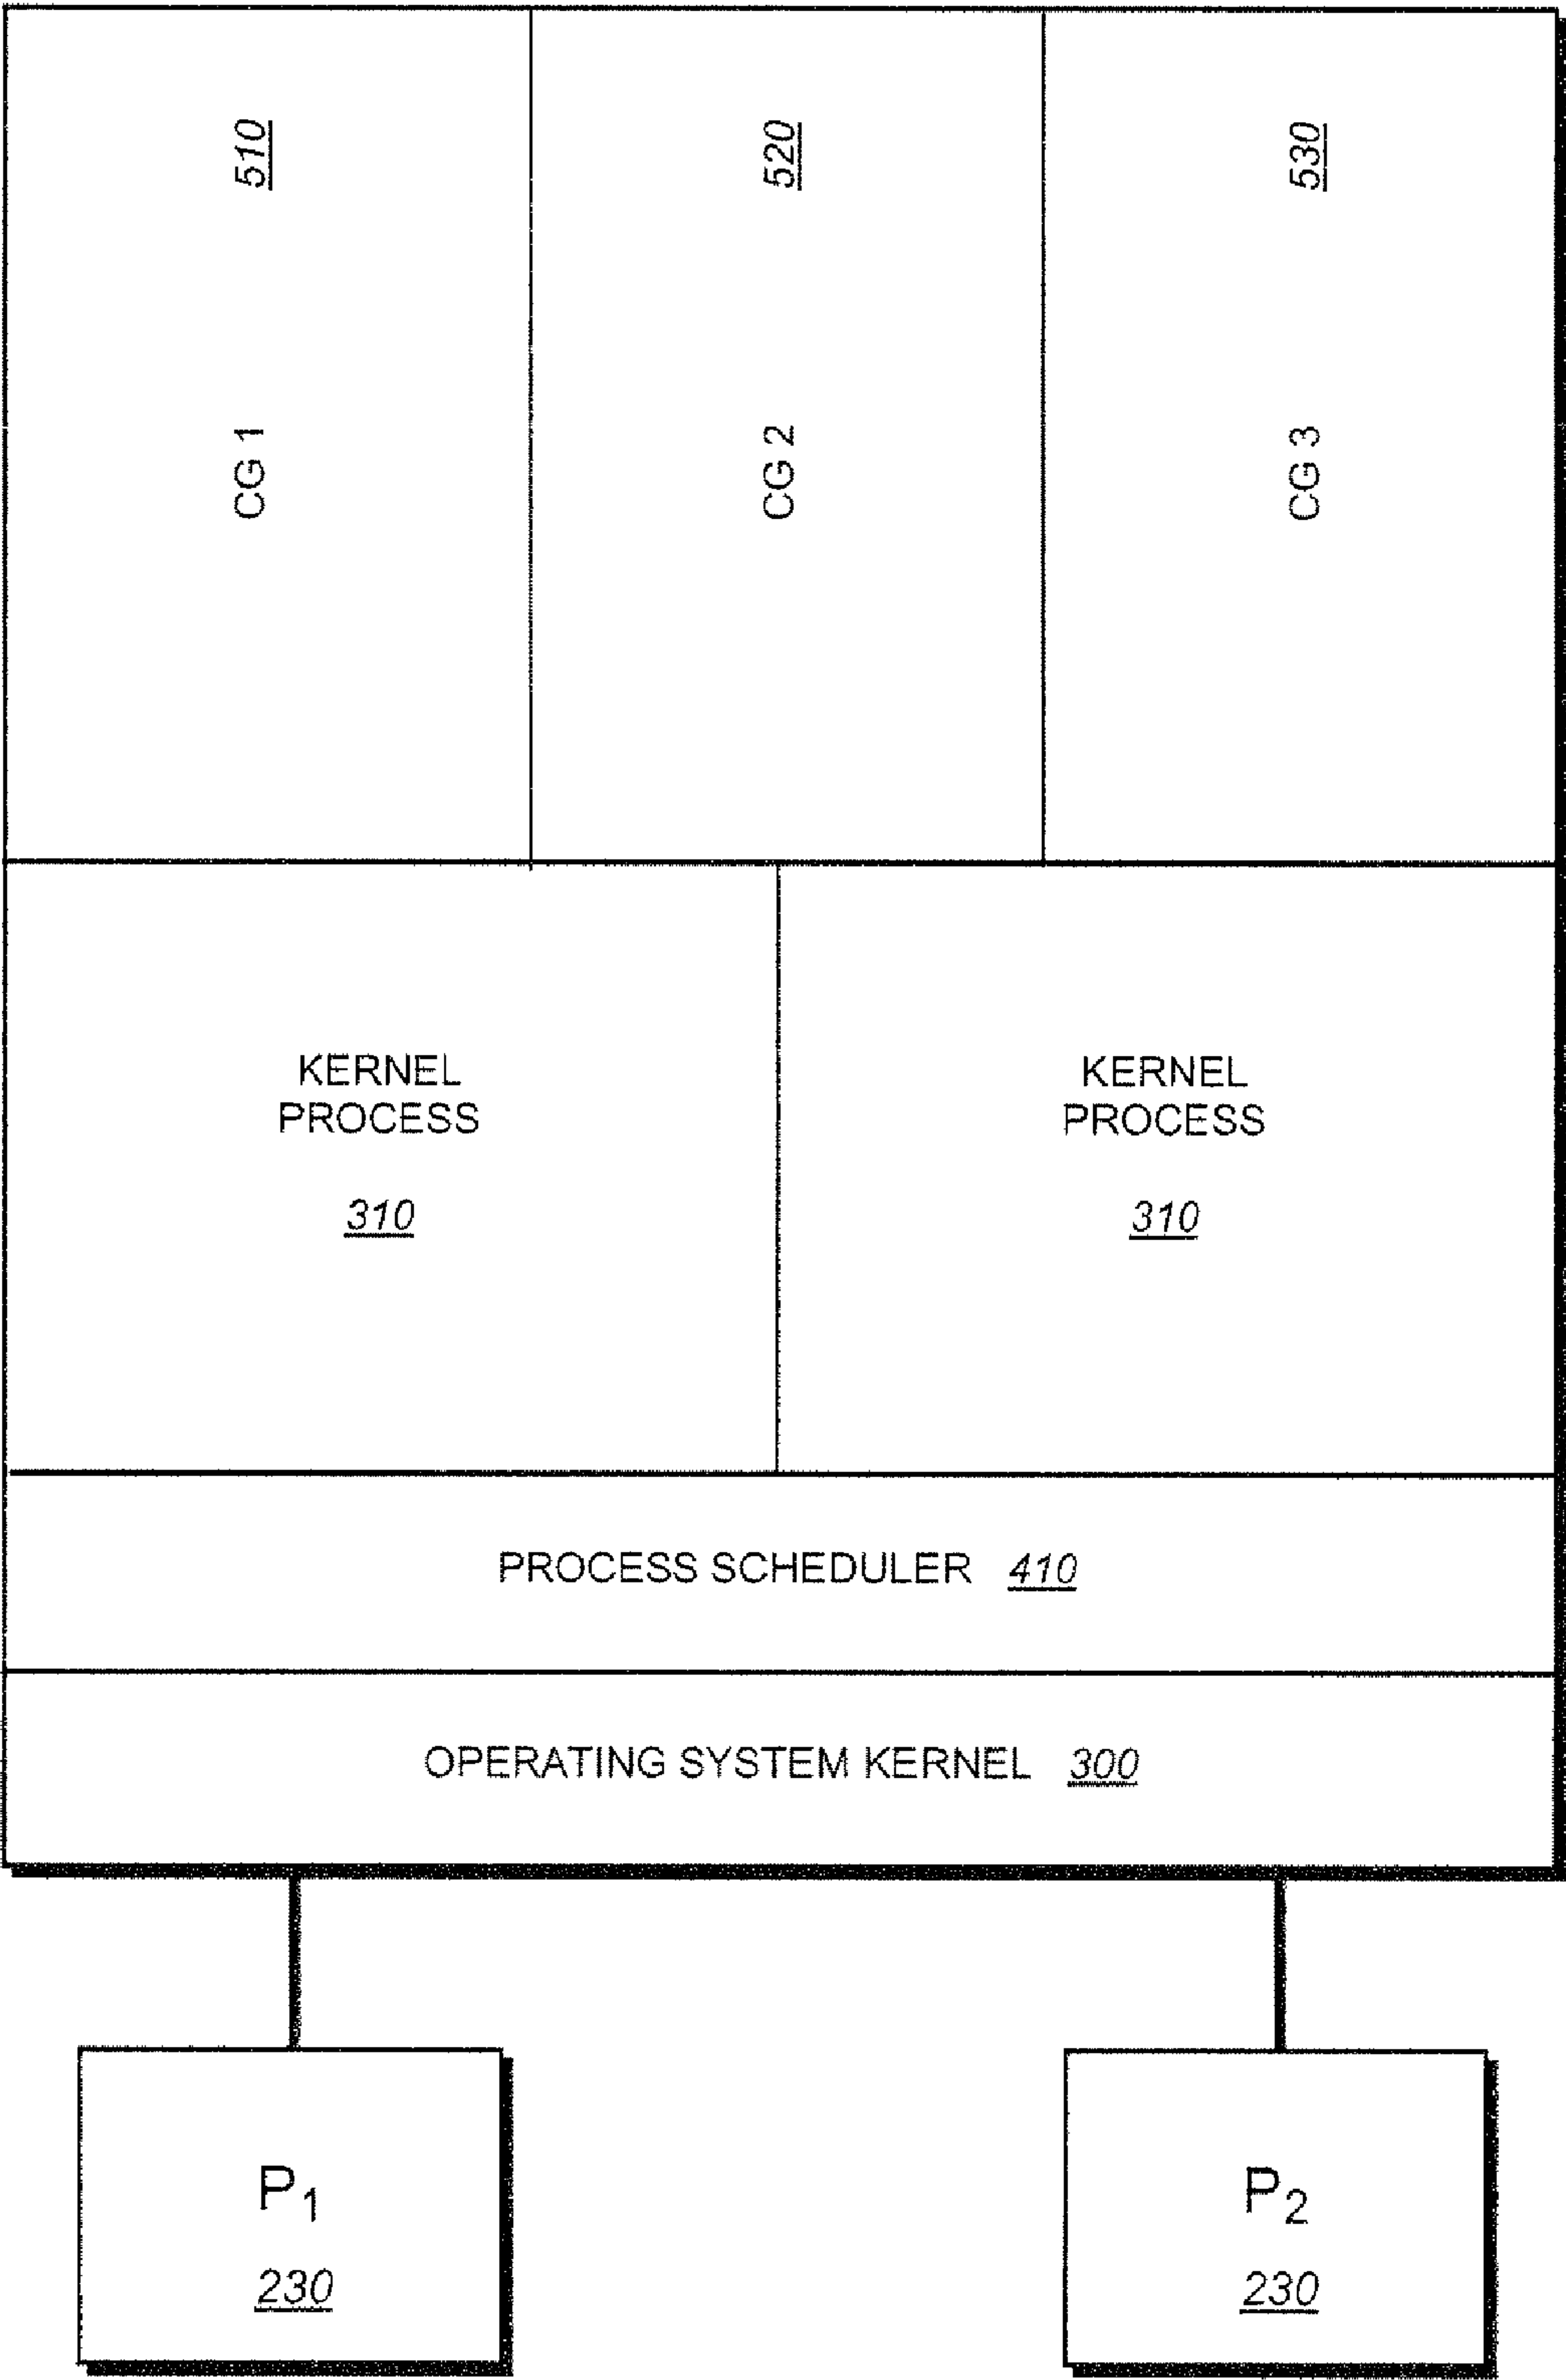 CG 1 510
CG 2 520
CG 3 530
KERNEL
PROCESS
310
KERNEL
PROCESS
310
PROCESS SCHEDULER 410
OPERATING SYSTEM KERNEL 300
P1
230
P2
230